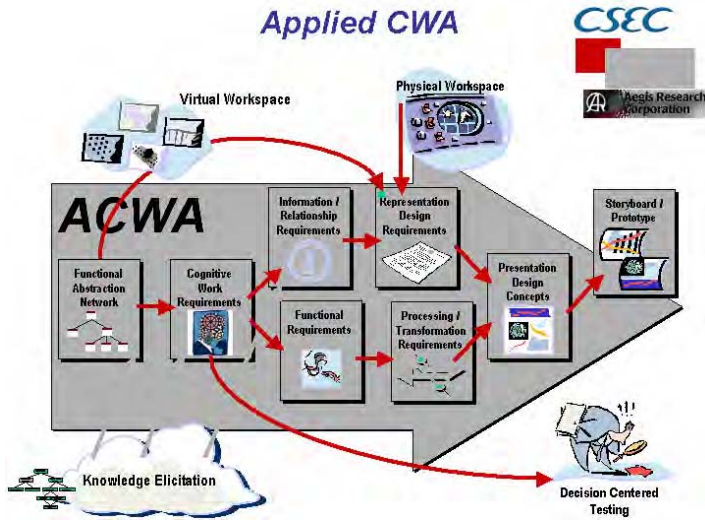 Applied CWA
CSEC
Aegis Research
Corporation
Virtual Workspace
Physical Workspace
ACWA
Information /
Relationship
Requirements
Representation
Design
Requirements
Storyboard /
Prototype
Functional
Abstraction
Network
Cognitive
Work
Requirements
Functional
Requirements
Processing /
Transformation
Requirements
Presentation
Design
Concepts
Knowledge Elicitation
Decision Centered
Testing